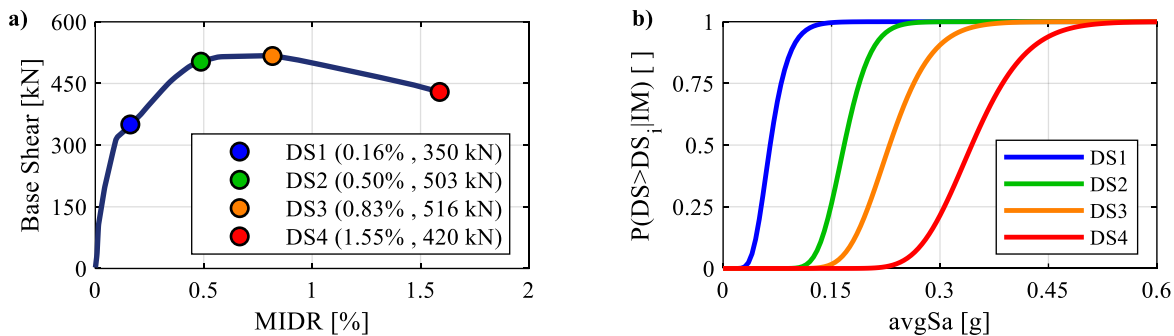 a)
Base Shear [kN]
600
450
300
150
0
DS1 (0.16% , 350 kN)
DS2 (0.50% , 503 kN)
DS3 (0.83% , 516 kN)
DS4 (1.55% , 420 kN)
0 0.5 1 1.5 2
MIDR [%]
b)
P(DS>DS_i|IM) [ ]
1
0.75
0.5
0.25
0
DS1
DS2
DS3
DS4
0 0.15 0.3 0.45 0.6
avgSa [g]